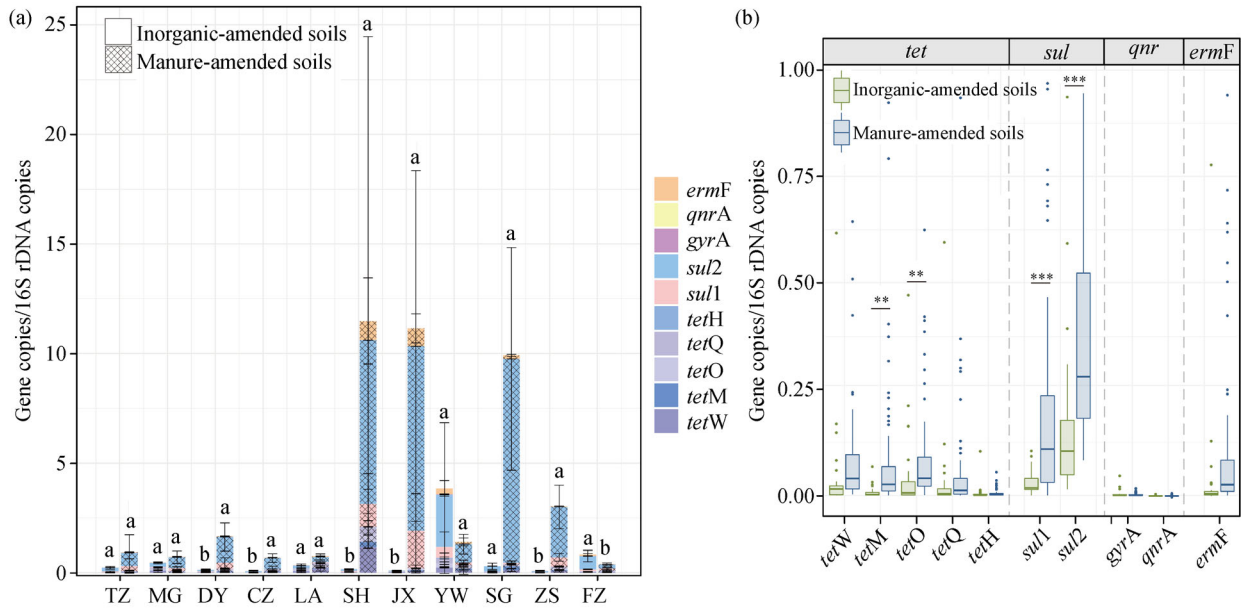 (a)
Inorganic-amended soils
Manure-amended soils
Gene copies/16S rDNA copies
25
20
15
10
5
0
a
a
a
a
b
a
b
a
a
a
b
a
b
a
a
a
a
a
b
a
a
b
TZ MG DY CZ LA SH JX YW SG ZS FZ
ermF
qnrA
gyrA
sul2
sul1
tetH
tetQ
tetO
tetM
tetW
(b)
tet sul qnr ermF
Inorganic-amended soils
Manure-amended soils
Gene copies/16S rDNA copies
1.00
0.75
0.50
0.25
0.00
**
**
***
***
tetW tetM tetO tetQ tetH sul1 sul2 gyrA qnrA ermF